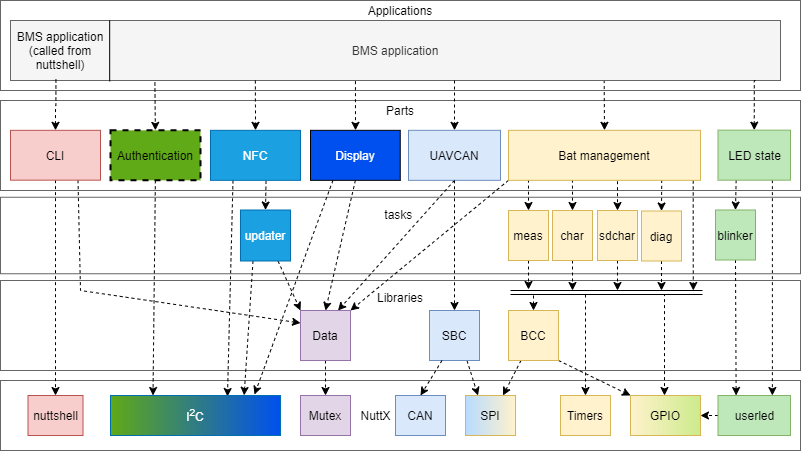 Applications
BMS application
(called from
nuttshell)
BMS application
Parts
CLI
Authentication
NFC
Display
UAVCAN
Bat management
LED state
tasks
updater
meas
char
sdchar
diag
blinker
Libraries
Data
SBC
BCC
nuttshell
I²C
Mutex
NuttX
CAN
SPI
Timers
GPIO
userled